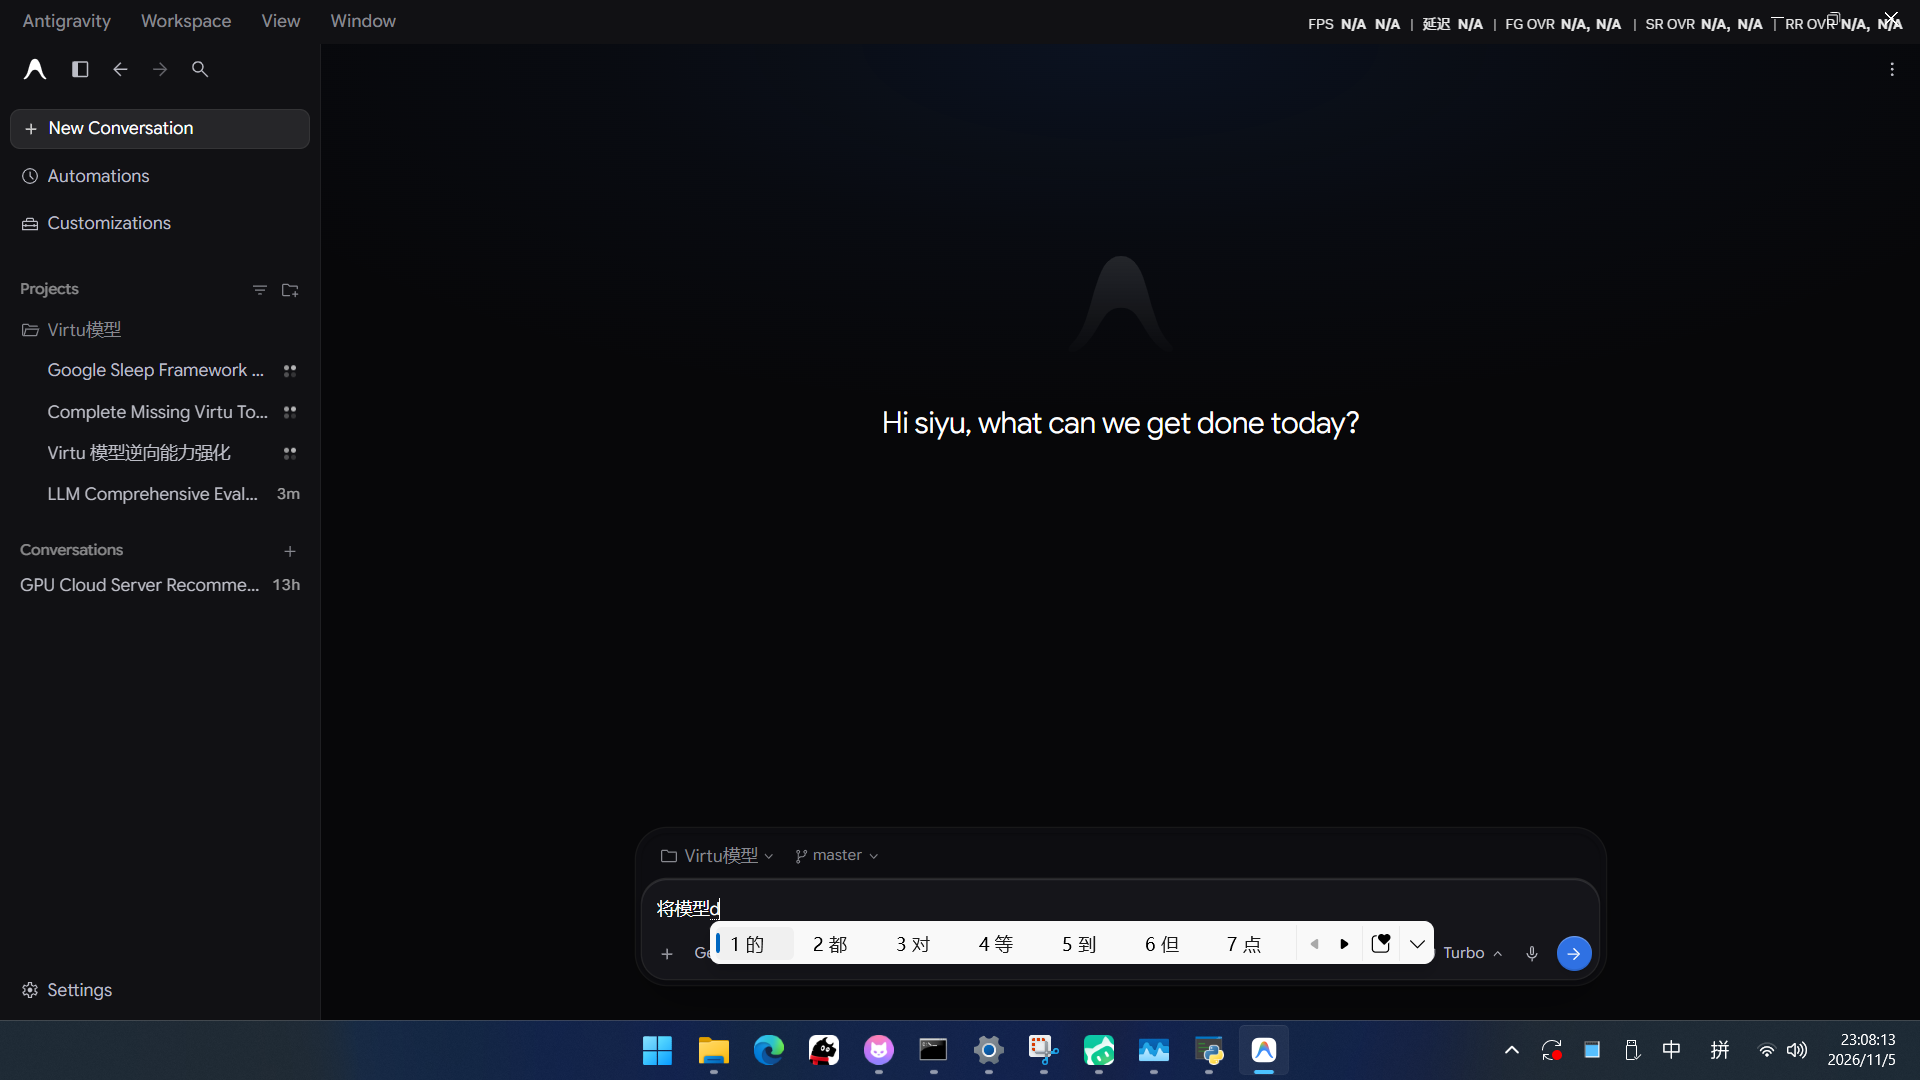 Antigravity Workspace View Window
FPS N/A N/A | 延迟 N/A | FG OVR N/A, N/A | SR OVR N/A, N/A | RR OVR N/A, N/A
New Conversation
Automations
Customizations
Projects
Virtu模型
Google Sleep Framework ...
Complete Missing Virtu To...
Virtu 模型逆向能力强化
LLM Comprehensive Eval... 3m
Conversations
GPU Cloud Server Recomme... 13h
Settings
Hi siyu, what can we get done today?
Virtu模型 master
将模型d
1 的 2 都 3 对 4 等 5 到 6 但 7 点
Ge
Turbo
中 拼
23:08:13
2026/11/5